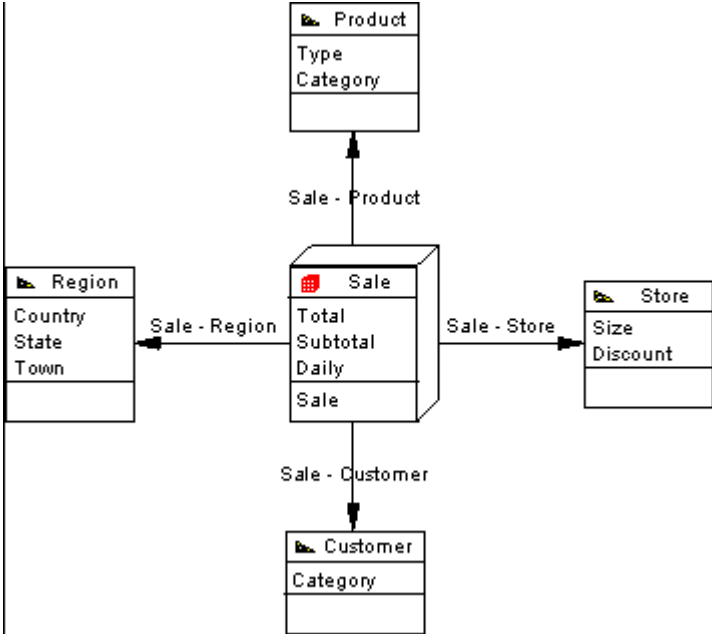 Product
Type
Category
Sale - Product
Region
Country
State
Town
Sale - Region
Sale
Total
Subtotal
Daily
Sale
Sale - Store
Store
Size
Discount
Sale - Customer
Customer
Category